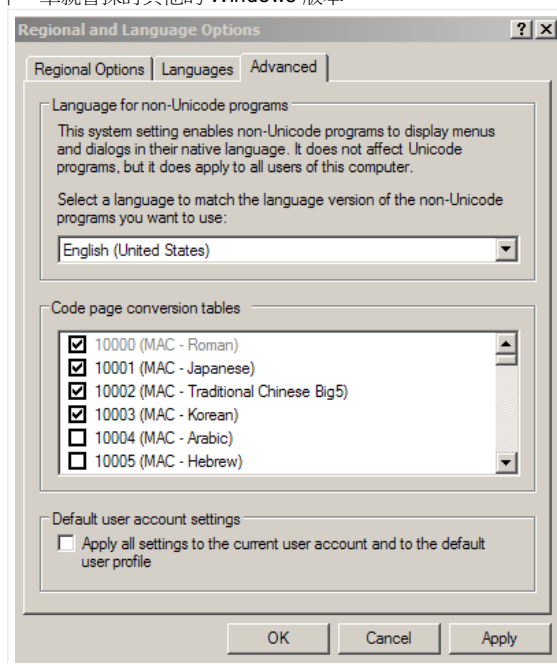 Windows 版本
Regional and Language Options
Regional Options Languages Advanced
Language for non-Unicode programs
This system setting enables non-Unicode programs to display menus
and dialogs in their native language. It does not affect Unicode
programs, but it does apply to all users of this computer.
Select a language to match the language version of the non-Unicode
programs you want to use:
English (United States)
Code page conversion tables
10000 (MAC - Roman)
10001 (MAC - Japanese)
10002 (MAC - Traditional Chinese Big5)
10003 (MAC - Korean)
10004 (MAC - Arabic)
10005 (MAC - Hebrew)
Default user account settings
Apply all settings to the current user account and to the default
user profile
OK Cancel Apply